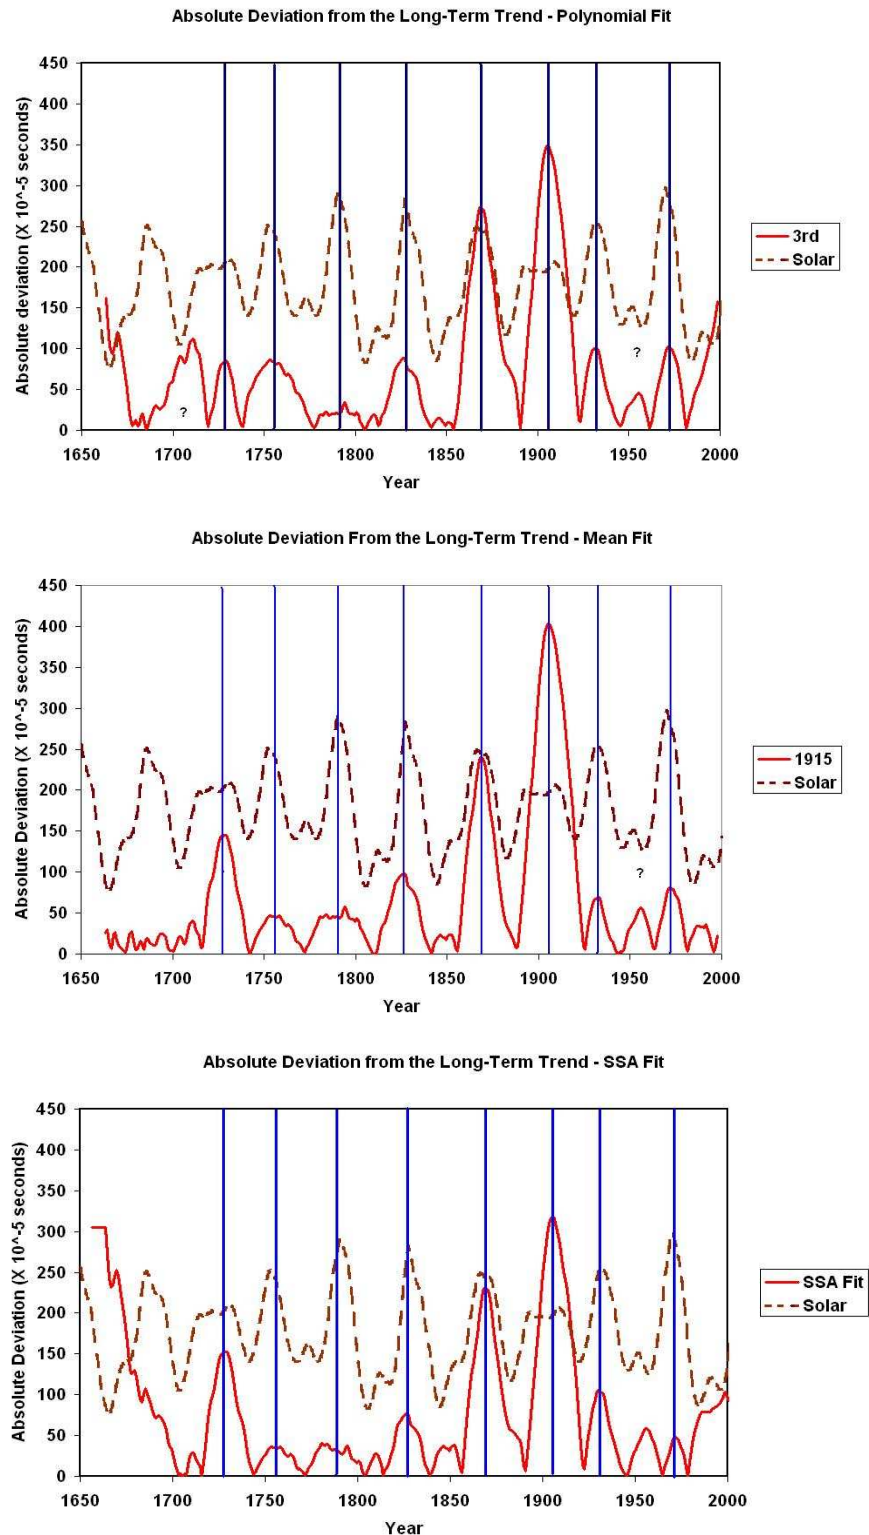 Absolute Deviation from the Long-Term Trend - Polynomial Fit
Absolute deviation (X 10^-5 seconds)
450
400
350
300
250
200
150
100
50
0
?
?
1650 1700 1750 1800 1850 1900 1950 2000
Year
3rd
Solar
Absolute Deviation From the Long-Term Trend - Mean Fit
Absolute Deviation (X 10^-5 seconds)
450
400
350
300
250
200
150
100
50
0
?
1650 1700 1750 1800 1850 1900 1950 2000
Year
1915
Solar
Absolute Deviation from the Long-Term Trend - SSA Fit
Absolute Deviation (X 10^-5 seconds)
450
400
350
300
250
200
150
100
50
0
1650 1700 1750 1800 1850 1900 1950 2000
Year
SSA Fit
Solar